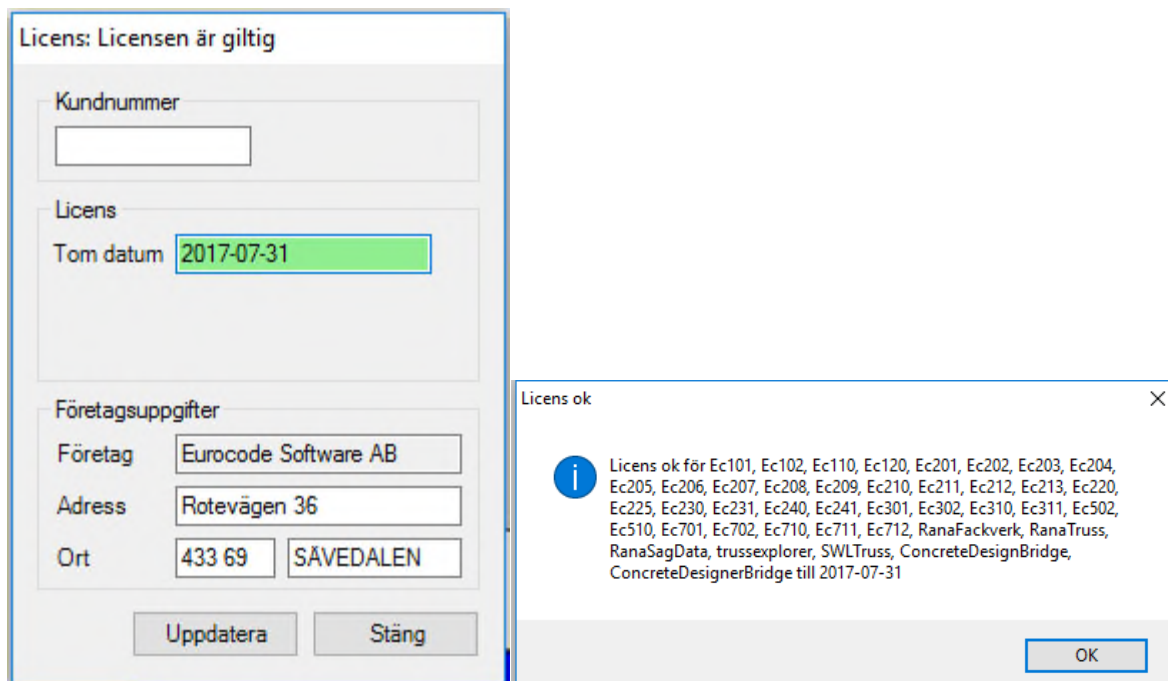 Licens: Licensen är giltig
Kundnummer
Licens
Tom datum 2017-07-31
Företagsuppgifter
Företag Eurocode Software AB
Adress Rotevägen 36
Ort 433 69 SÄVEDALEN
Uppdatera Stäng
Licens ok
Licens ok för Ec101, Ec102, Ec110, Ec120, Ec201, Ec202, Ec203, Ec204,
Ec205, Ec206, Ec207, Ec208, Ec209, Ec210, Ec211, Ec212, Ec213, Ec220,
Ec225, Ec230, Ec231, Ec240, Ec241, Ec301, Ec302, Ec310, Ec311, Ec502,
Ec510, Ec701, Ec702, Ec710, Ec711, Ec712, RanaFackverk, RanaTruss,
RanaSagData, trussexplorer, SWLTruss, ConcreteDesignBridge,
ConcreteDesignerBridge till 2017-07-31
OK